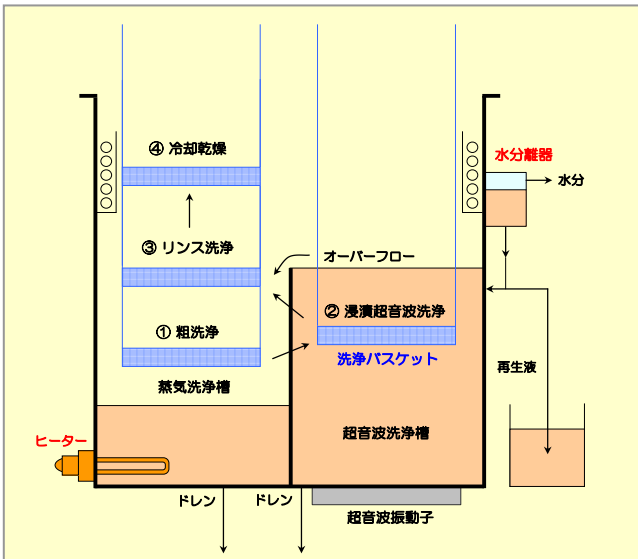 ④ 冷却乾燥
水分離器
水分
③ リンス洗浄
オーバーフロー
② 浸漬超音波洗浄
① 粗洗浄
洗浄バスケット
再生液
蒸気洗浄槽
超音波洗浄槽
ヒーター
ドレン
ドレン
超音波振動子